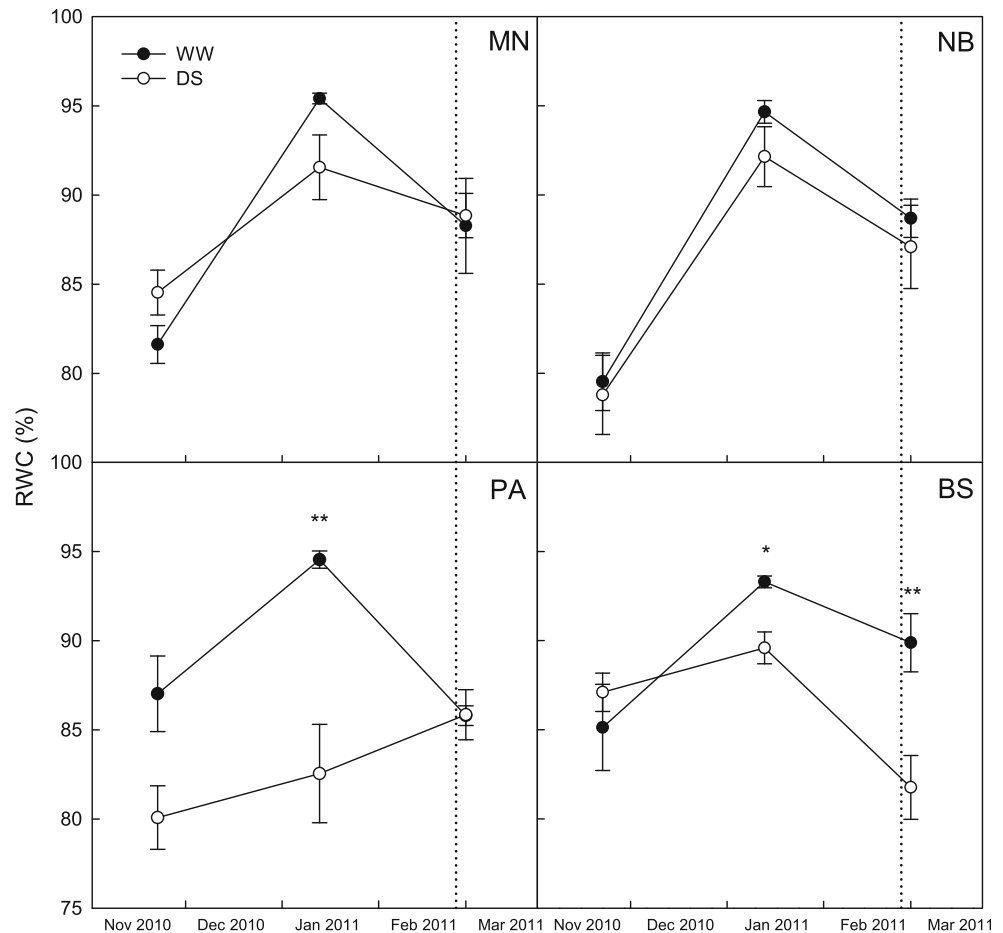 100
MN
NB
WW
DS
95
90
85
80
RWC (%)
100
PA
BS
**
*
95
**
90
85
80
75
Nov 2010 Dec 2010 Jan 2011 Feb 2011 Mar 2011 Nov 2010 Dec 2010 Jan 2011 Feb 2011 Mar 2011